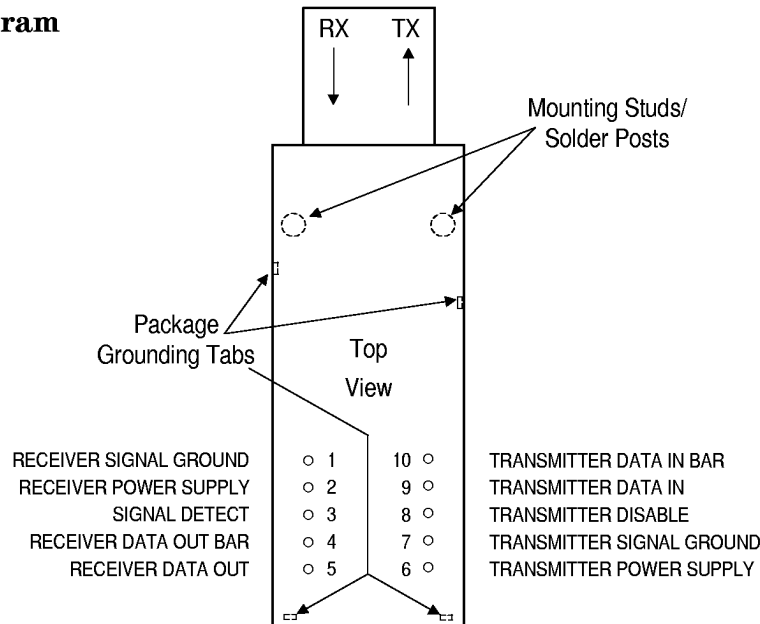 ram
RX TX
Mounting Studs/
Solder Posts
Package
Grounding Tabs
Top
View
RECEIVER SIGNAL GROUND 1 10 TRANSMITTER DATA IN BAR
RECEIVER POWER SUPPLY 2 9 TRANSMITTER DATA IN
SIGNAL DETECT 3 8 TRANSMITTER DISABLE
RECEIVER DATA OUT BAR 4 7 TRANSMITTER SIGNAL GROUND
RECEIVER DATA OUT 5 6 TRANSMITTER POWER SUPPLY